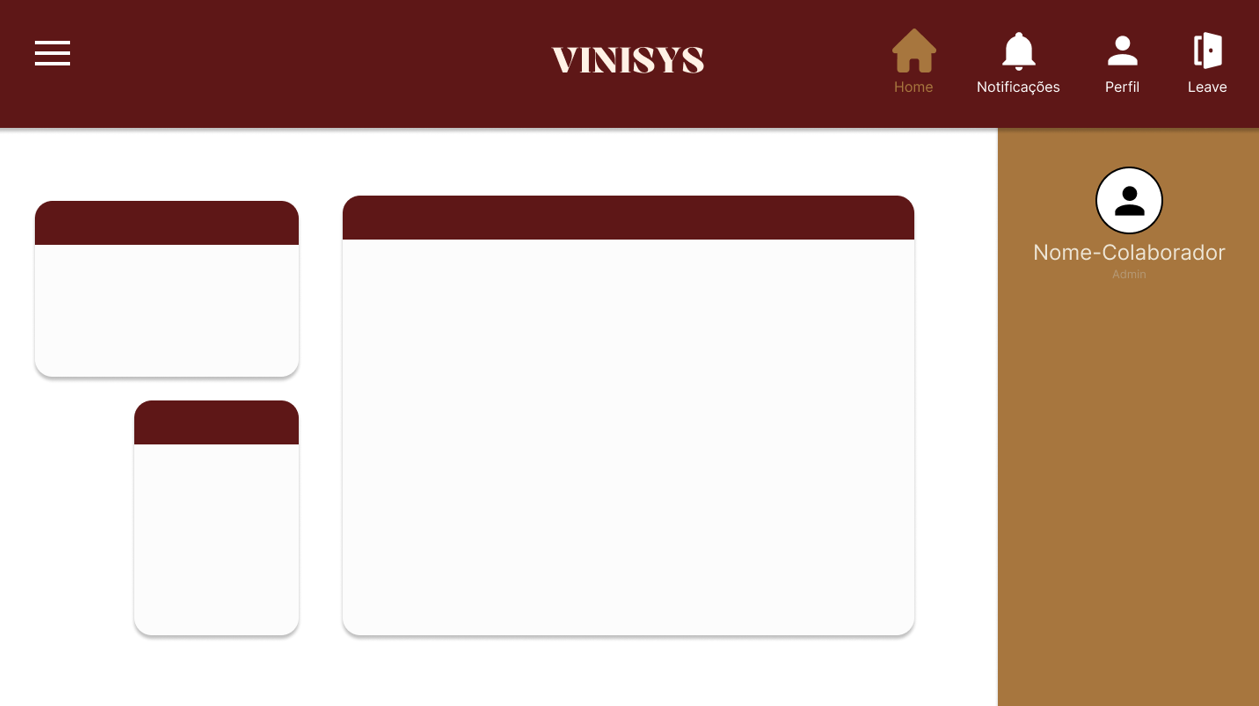 VINISYS
Home
Notificações
Perfil
Leave
Nome-Colaborador
Admin